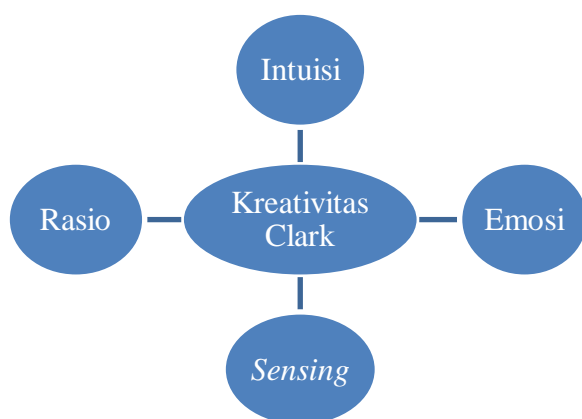 Intuisi
Rasio
Kreativitas
Clark
Emosi
Sensing